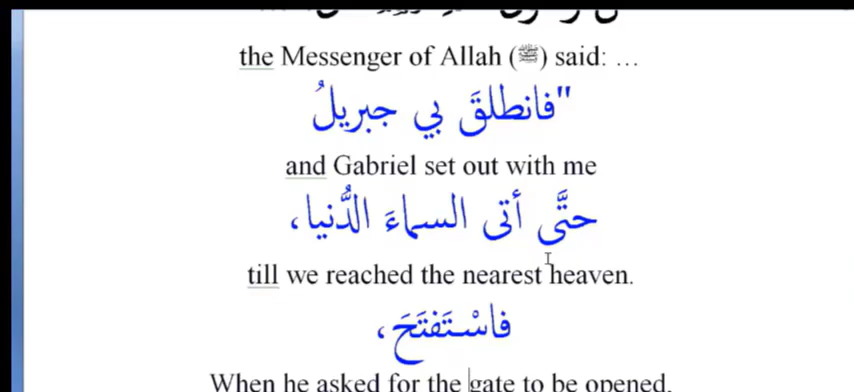 the Messenger of Allah (ﷺ) said: …
"فانطلقَ بي جبريلُ
and Gabriel set out with me
حتَّى أتى السماءَ الدُّنيا،
till we reached the nearest heaven.
فاسْتَفتَحَ،
When he asked for the gate to be opened,